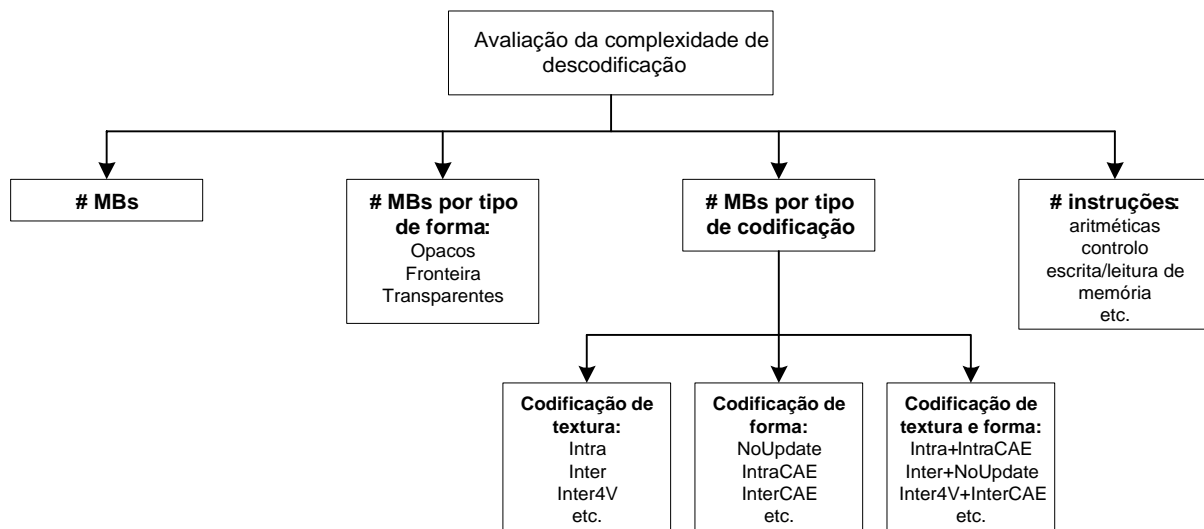 Avaliação da complexidade de
descodificação
# MBs
# MBs por tipo
de forma:
Opacos
Fronteira
Transparentes
# MBs por tipo
de codificação
# instruções:
aritméticas
controlo
escrita/leitura de
memória
etc.
Codificação de
textura:
Intra
Inter
Inter4V
etc.
Codificação de
forma:
NoUpdate
IntraCAE
InterCAE
etc.
Codificação de
textura e forma:
Intra+IntraCAE
Inter+NoUpdate
Inter4V+InterCAE
etc.